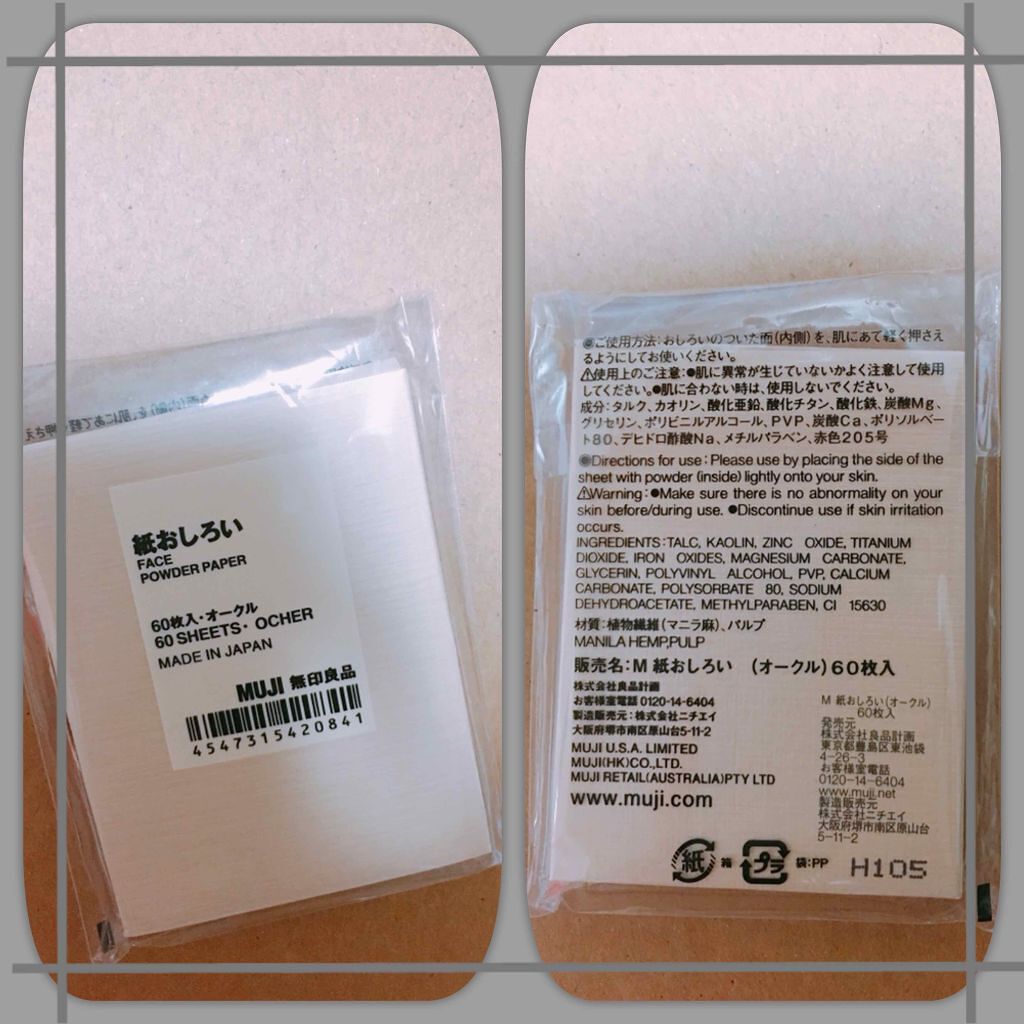 紙おしろい
FACE
POWDER PAPER
60枚入・オークル
60 SHEETS・ OCHER
MADE IN JAPAN
MUJI 無印良品
4547315420841
◉ご使用方法:おしろいのついた面(内側)を、肌にあて軽く押さえ
るようにしてお使いください。
⚠使用上のご注意:●肌に異常が生じていないかよく注意して使用
してください。●肌に合わない時は、使用しないでください。
成分:タルク、カオリン、酸化亜鉛、酸化チタン、酸化鉄、炭酸Mg、
グリセリン、ポリビニルアルコール、PVP、炭酸Ca、ポリソルベー
ト80、デヒドロ酢酸Na、メチルパラベン、赤色205号
◉Directions for use:Please use by placing the side of the
sheet with powder (inside) lightly onto your skin.
⚠Warning:●Make sure there is no abnormality on your
skin before/during use. ●Discontinue use if skin irritation
occurs.
INGREDIENTS:TALC, KAOLIN, ZINC OXIDE, TITANIUM
DIOXIDE, IRON OXIDES, MAGNESIUM CARBONATE,
GLYCERIN, POLYVINYL ALCOHOL, PVP, CALCIUM
CARBONATE, POLYSORBATE 80, SODIUM
DEHYDROACETATE, METHYLPARABEN, CI 15630
材質:植物繊維(マニラ麻)、パルプ
MANILA HEMP,PULP
販売名:M 紙おしろい (オークル)60枚入
株式会社良品計画
お客様室電話 0120-14-6404
製造販売元:株式会社ニチエイ
大阪府堺市南区原山台5-11-2
MUJI U.S.A. LIMITED
MUJI(HK)CO.,LTD.
MUJI RETAIL(AUSTRALIA)PTY LTD
www.muji.com
M 紙おしろい(オークル)
60枚入
発売元
株式会社良品計画
東京都豊島区東池袋
4-26-3
お客様室電話
0120-14-6404
www.muji.net
製造販売元
株式会社ニチエイ
大阪府堺市南区原山台
5-11-2
紙 箱 プラ 袋:PP H105